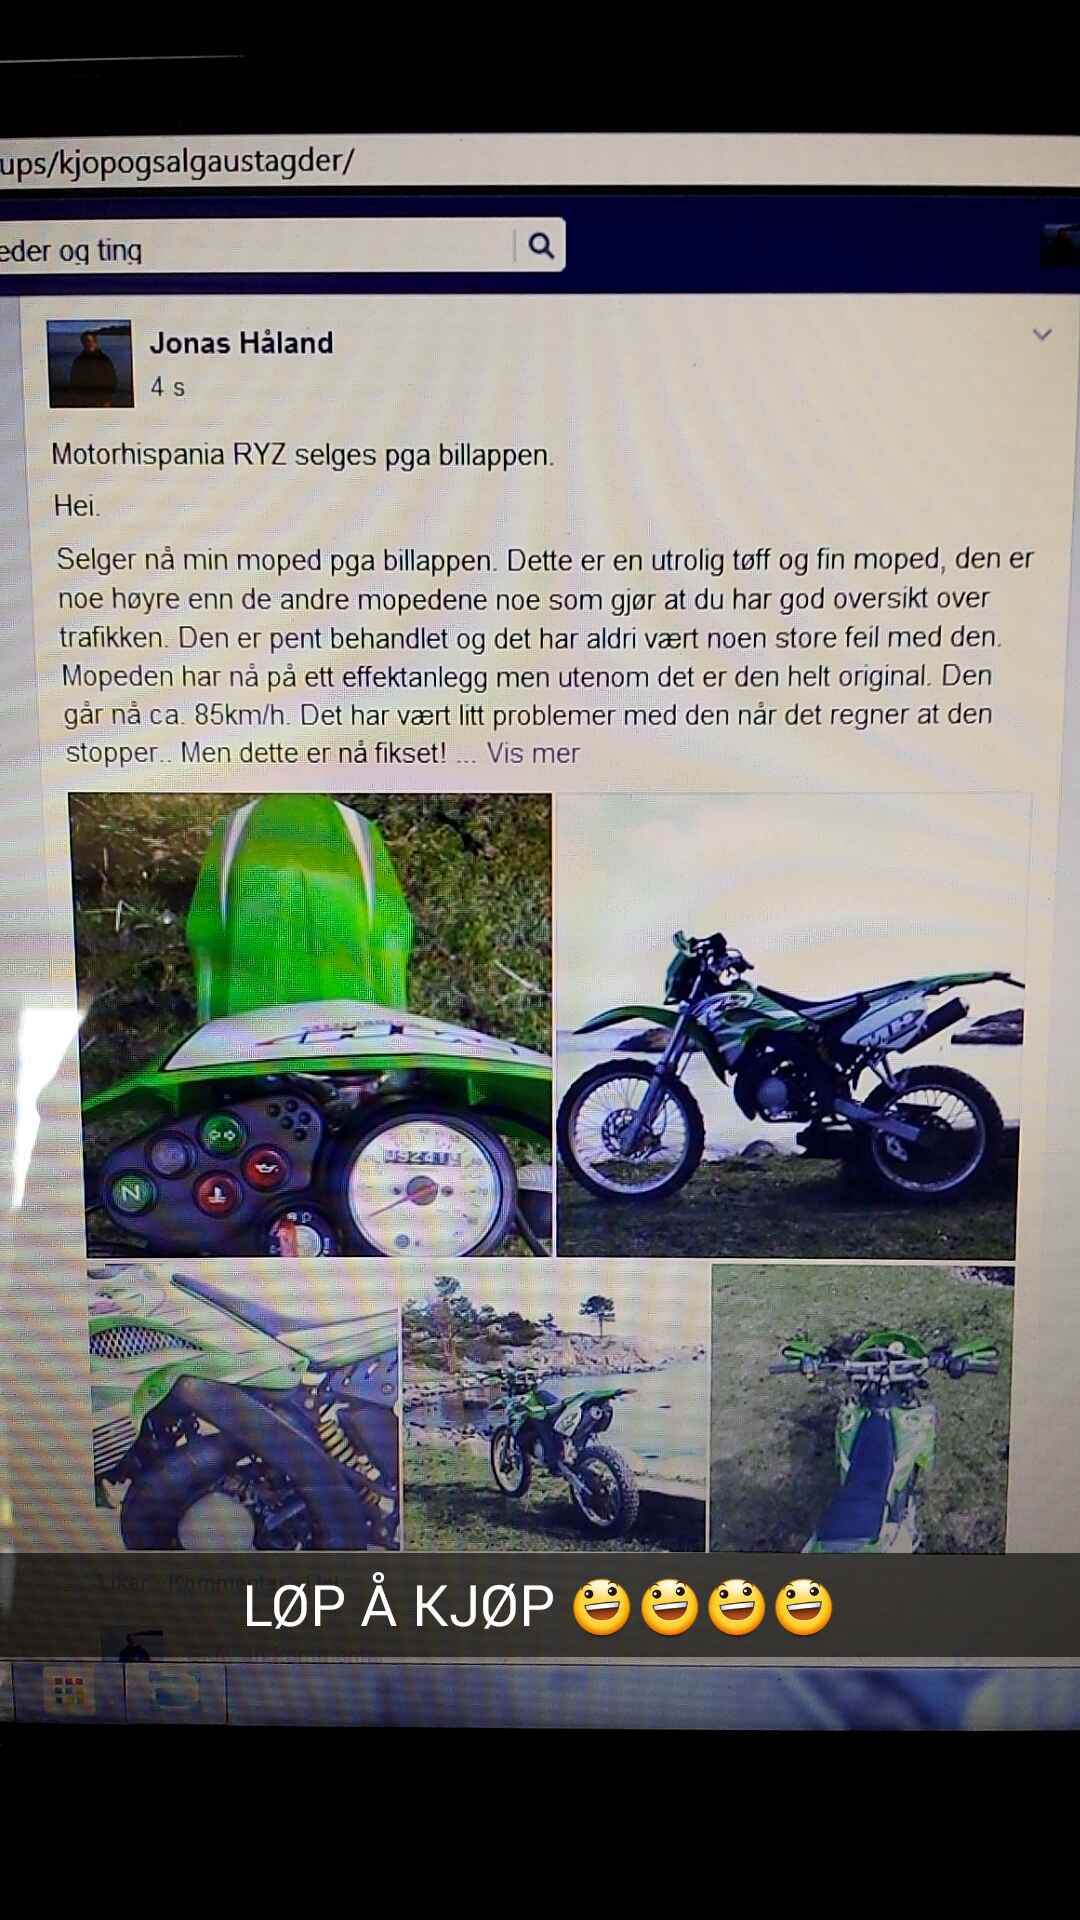 ups/kjopogsalgaustagder/
eder og ting
Jonas Håland
4 s
Motorhispania RYZ selges pga billappen.
Hei.
Selger nå min moped pga billappen. Dette er en utrolig tøff og fin moped, den er
noe høyre enn de andre mopedene noe som gjør at du har god oversikt over
trafikken. Den er pent behandlet og det har aldri vært noen store feil med den.
Mopeden har nå på ett effektanlegg men utenom det er den helt original. Den
går nå ca. 85km/h. Det har vært litt problemer med den når det regner at den
stopper.. Men dette er nå fikset! ... Vis mer
N
LØP Å KJØP 😃😃😃😃